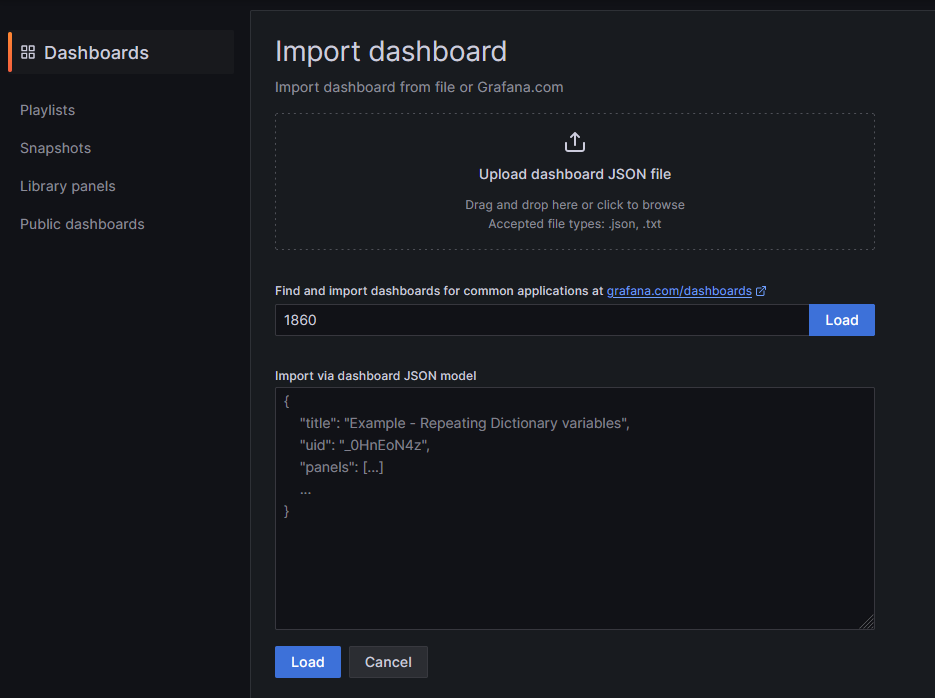 Dashboards
Playlists
Snapshots
Library panels
Public dashboards
Import dashboard
Import dashboard from file or Grafana.com
Upload dashboard JSON file
Drag and drop here or click to browse
Accepted file types: .json, .txt
Find and import dashboards for common applications at grafana.com/dashboards
1860 Load
Import via dashboard JSON model
{
    "title": "Example - Repeating Dictionary variables",
    "uid": "_0HnEoN4z",
    "panels": [...]
    ...
}
Load Cancel